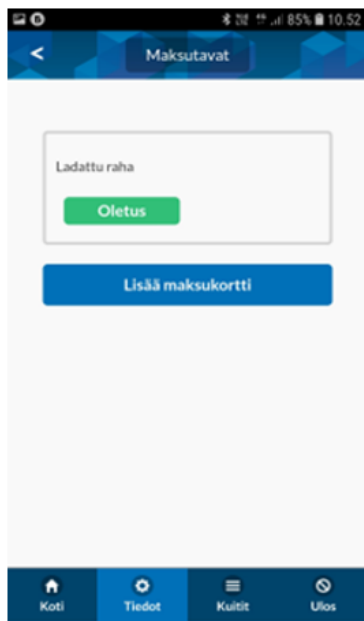 85% 10.52
<
Maksutavat
Ladattu raha
Oletus
Lisää maksukortti
Koti Tiedot Kuitit Ulos